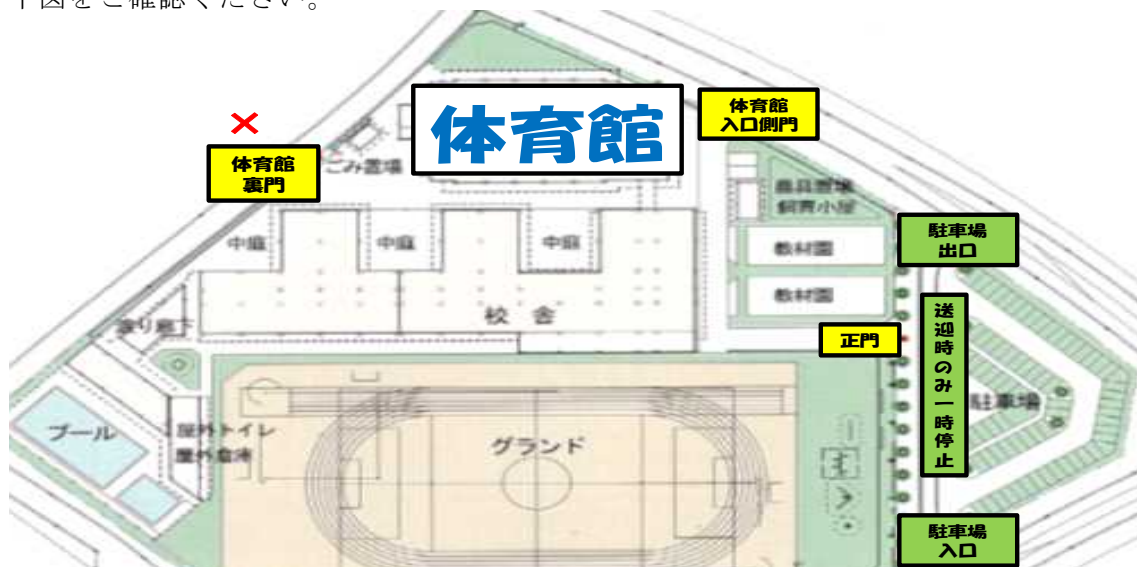 下図をご確認ください。
体育館
体育館
入口側門
×
体育館
裏門
ごみ置場
農具置場
飼育小屋
中庭
中庭
中庭
教材園
駐車場
出口
教材園
校 舎
渡り廊下
正門
送迎時のみ一時停止
駐車場
プール
屋外トイレ
屋外倉庫
グランド
駐車場
入口